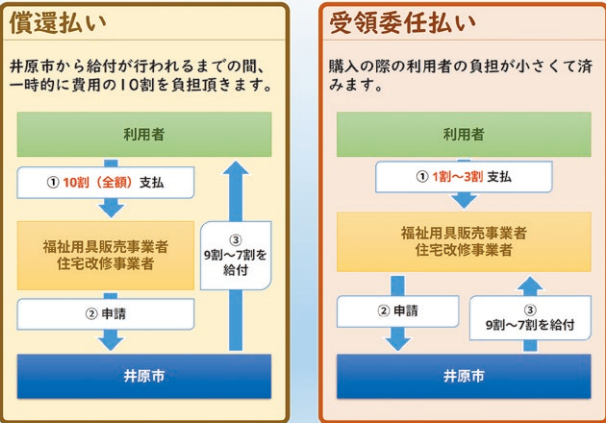 償還払い
井原市から給付が行われるまでの間、
一時的に費用の10割を負担頂きます。
利用者
① 10割（全額）支払
福祉用具販売事業者
住宅改修事業者
③
9割～7割を
給付
② 申請
井原市
受領委任払い
購入の際の利用者の負担が小さくて済
みます。
利用者
① 1割～3割 支払
福祉用具販売事業者
住宅改修事業者
② 申請
③
9割～7割を給付
井原市